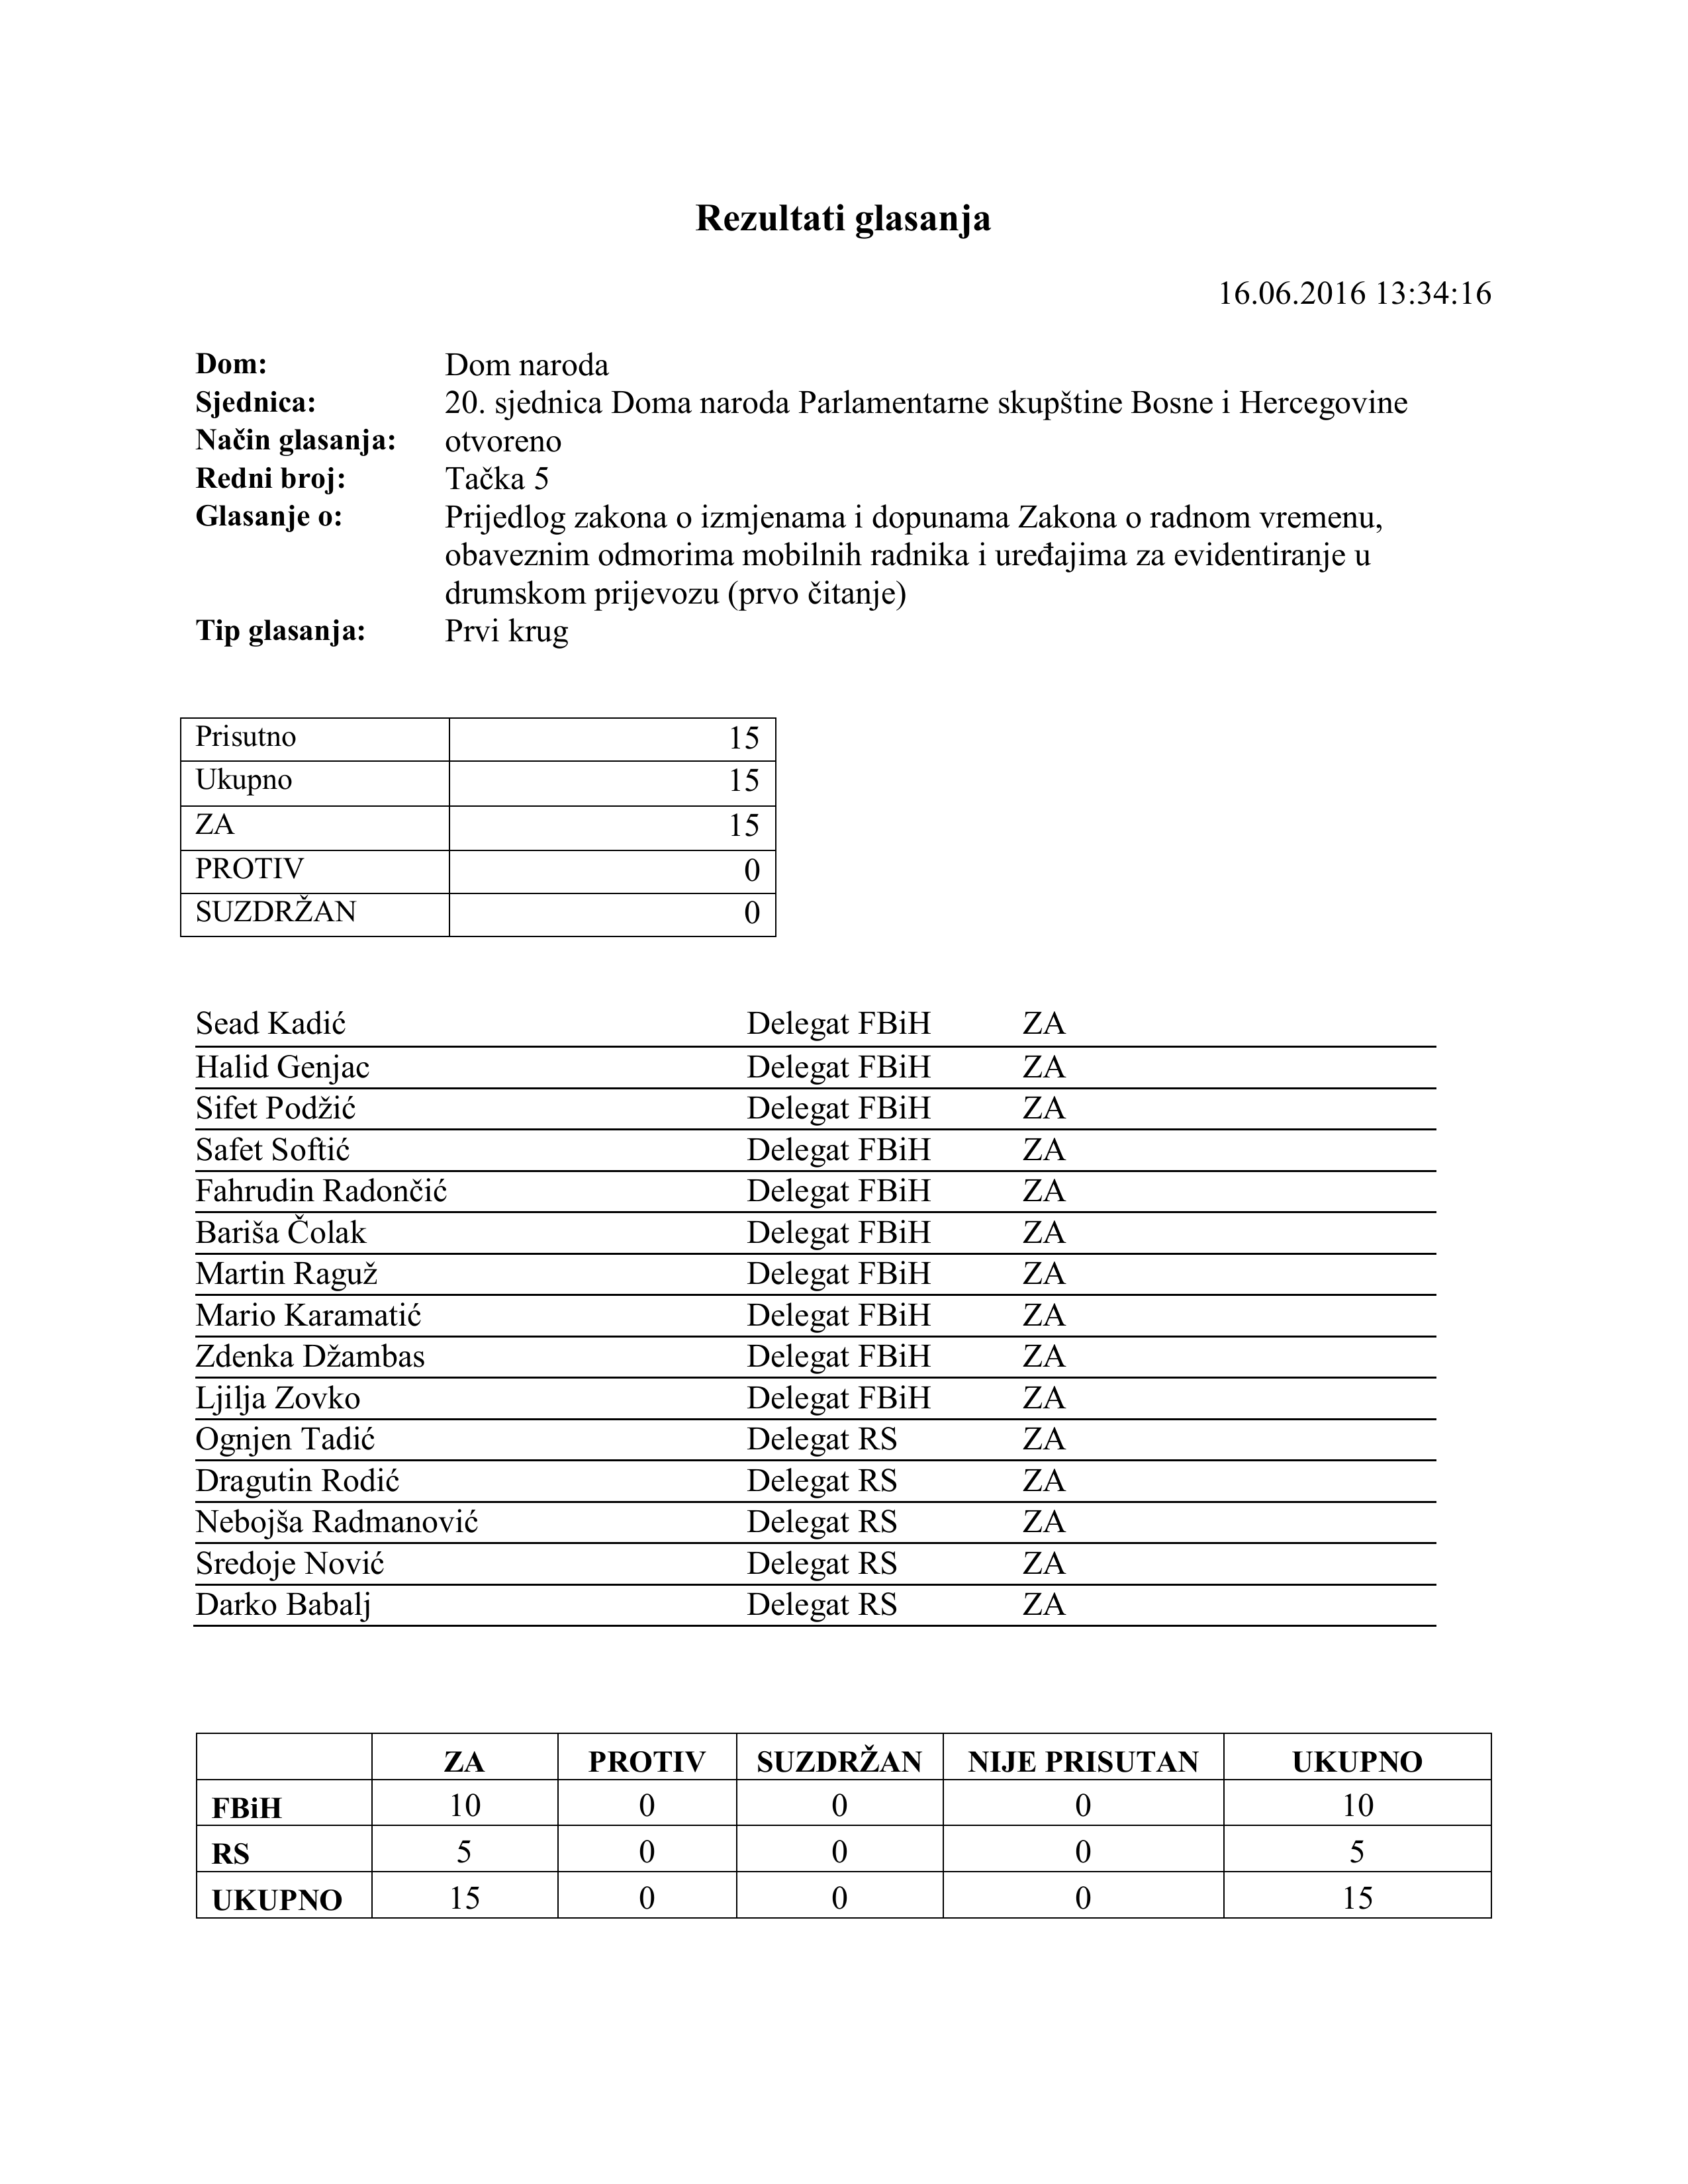 Rezultati glasanja
16.06.2016 13:34:16
Dom: Dom naroda
Sjednica: 20. sjednica Doma naroda Parlamentarne skupštine Bosne i Hercegovine
Način glasanja: otvoreno
Redni broj: Tačka 5
Glasanje o: Prijedlog zakona o izmjenama i dopunama Zakona o radnom vremenu,
obaveznim odmorima mobilnih radnika i uređajima za evidentiranje u
drumskom prijevozu (prvo čitanje)
Tip glasanja: Prvi krug
Prisutno 15
Ukupno 15
ZA 15
PROTIV 0
SUZDRŽAN 0
Sead Kadić Delegat FBiH ZA
Halid Genjac Delegat FBiH ZA
Sifet Podžić Delegat FBiH ZA
Safet Softić Delegat FBiH ZA
Fahrudin Radončić Delegat FBiH ZA
Bariša Čolak Delegat FBiH ZA
Martin Raguž Delegat FBiH ZA
Mario Karamatić Delegat FBiH ZA
Zdenka Džambas Delegat FBiH ZA
Ljilja Zovko Delegat FBiH ZA
Ognjen Tadić Delegat RS ZA
Dragutin Rodić Delegat RS ZA
Nebojša Radmanović Delegat RS ZA
Sredoje Nović Delegat RS ZA
Darko Babalj Delegat RS ZA
ZA PROTIV SUZDRŽAN NIJE PRISUTAN UKUPNO
FBiH 10 0 0 0 10
RS 5 0 0 0 5
UKUPNO 15 0 0 0 15